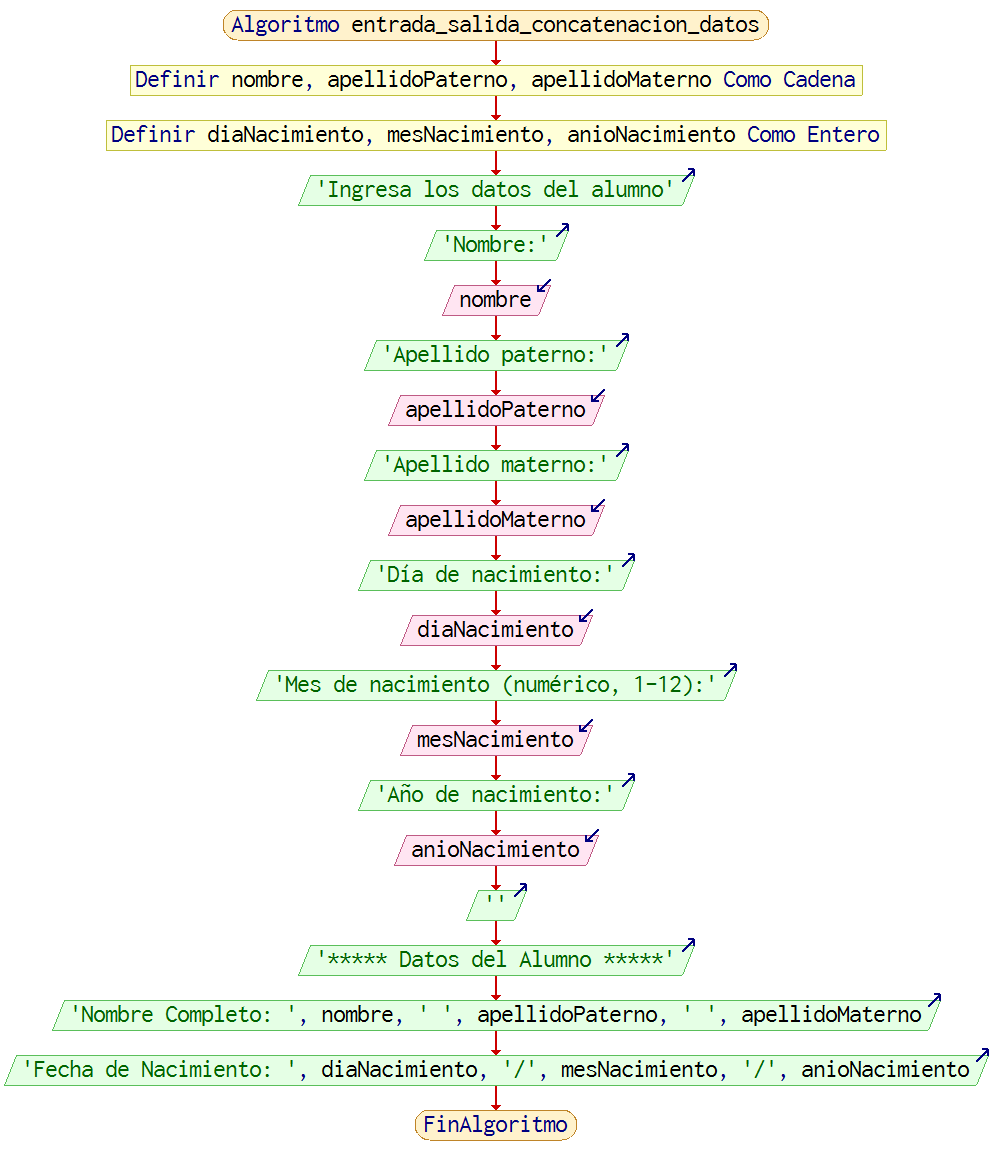 Algoritmo entrada_salida_concatenacion_datos
Definir nombre, apellidoPaterno, apellidoMaterno Como Cadena
Definir diaNacimiento, mesNacimiento, anioNacimiento Como Entero
'Ingresa los datos del alumno'
'Nombre:'
nombre
'Apellido paterno:'
apellidoPaterno
'Apellido materno:'
apellidoMaterno
'Día de nacimiento:'
diaNacimiento
'Mes de nacimiento (numérico, 1-12):'
mesNacimiento
'Año de nacimiento:'
anioNacimiento
''
'***** Datos del Alumno *****'
'Nombre Completo: ', nombre, ' ', apellidoPaterno, ' ', apellidoMaterno
'Fecha de Nacimiento: ', diaNacimiento, '/', mesNacimiento, '/', anioNacimiento
FinAlgoritmo